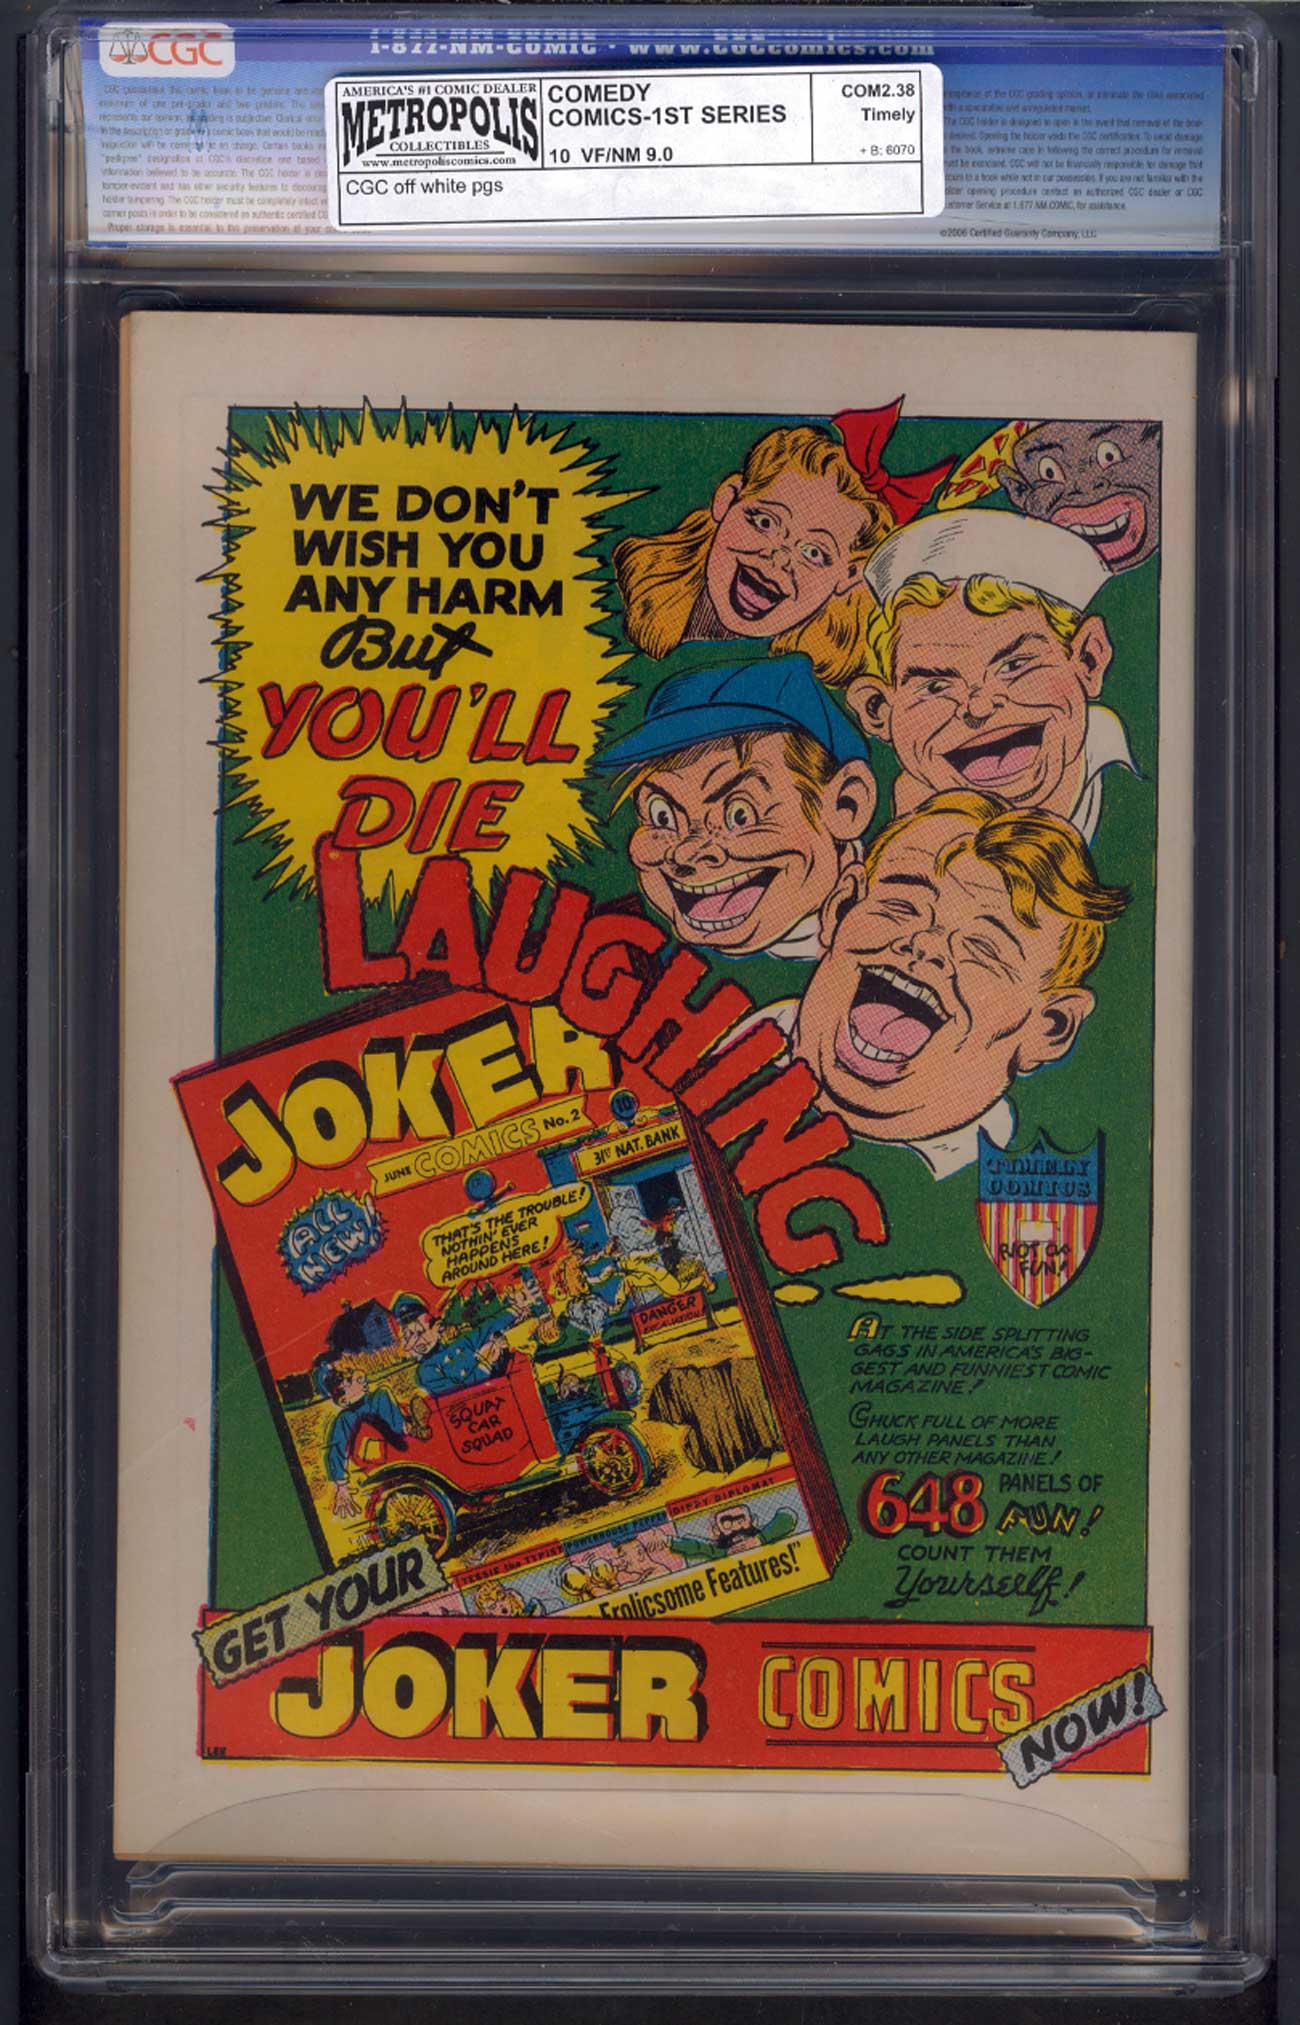 CGC
1-877-NM-COMIC · www.CGCcomics.com
AMERICA'S #1 COMIC DEALER
METROPOLIS
COLLECTIBLES
www.metropoliscomics.com
COMEDY
COMICS-1ST SERIES
10 VF/NM 9.0
COM2.38
Timely
+ B: 6070
CGC off white pgs
©2006 Certified Guaranty Company, LLC
WE DON'T
WISH YOU
ANY HARM
But
YOU'LL
DIE
LAUGHING!
JOKER
JUNE COMICS No. 2
10¢
ALL
NEW!
31ST NAT. BANK
THAT'S THE TROUBLE!
NOTHIN' EVER
HAPPENS
AROUND HERE!
DANGER
EXCAVATION
SQUAT
CAR
SQUAD
TESSIE the TYPIST
POWERHOUSE PEPPER
DIPPY DIPLOMAT
Frolicsome Features!"
A
TIMELY
COMICS
RIOT OF
FUN!
AT THE SIDE SPLITTING
GAGS IN AMERICA'S BIG-
GEST AND FUNNIEST COMIC
MAGAZINE!
CHUCK FULL OF MORE
LAUGH PANELS THAN
ANY OTHER MAGAZINE!
648 PANELS OF
FUN!
COUNT THEM
Yourself!
GET YOUR
JOKER COMICS
NOW!
LEE